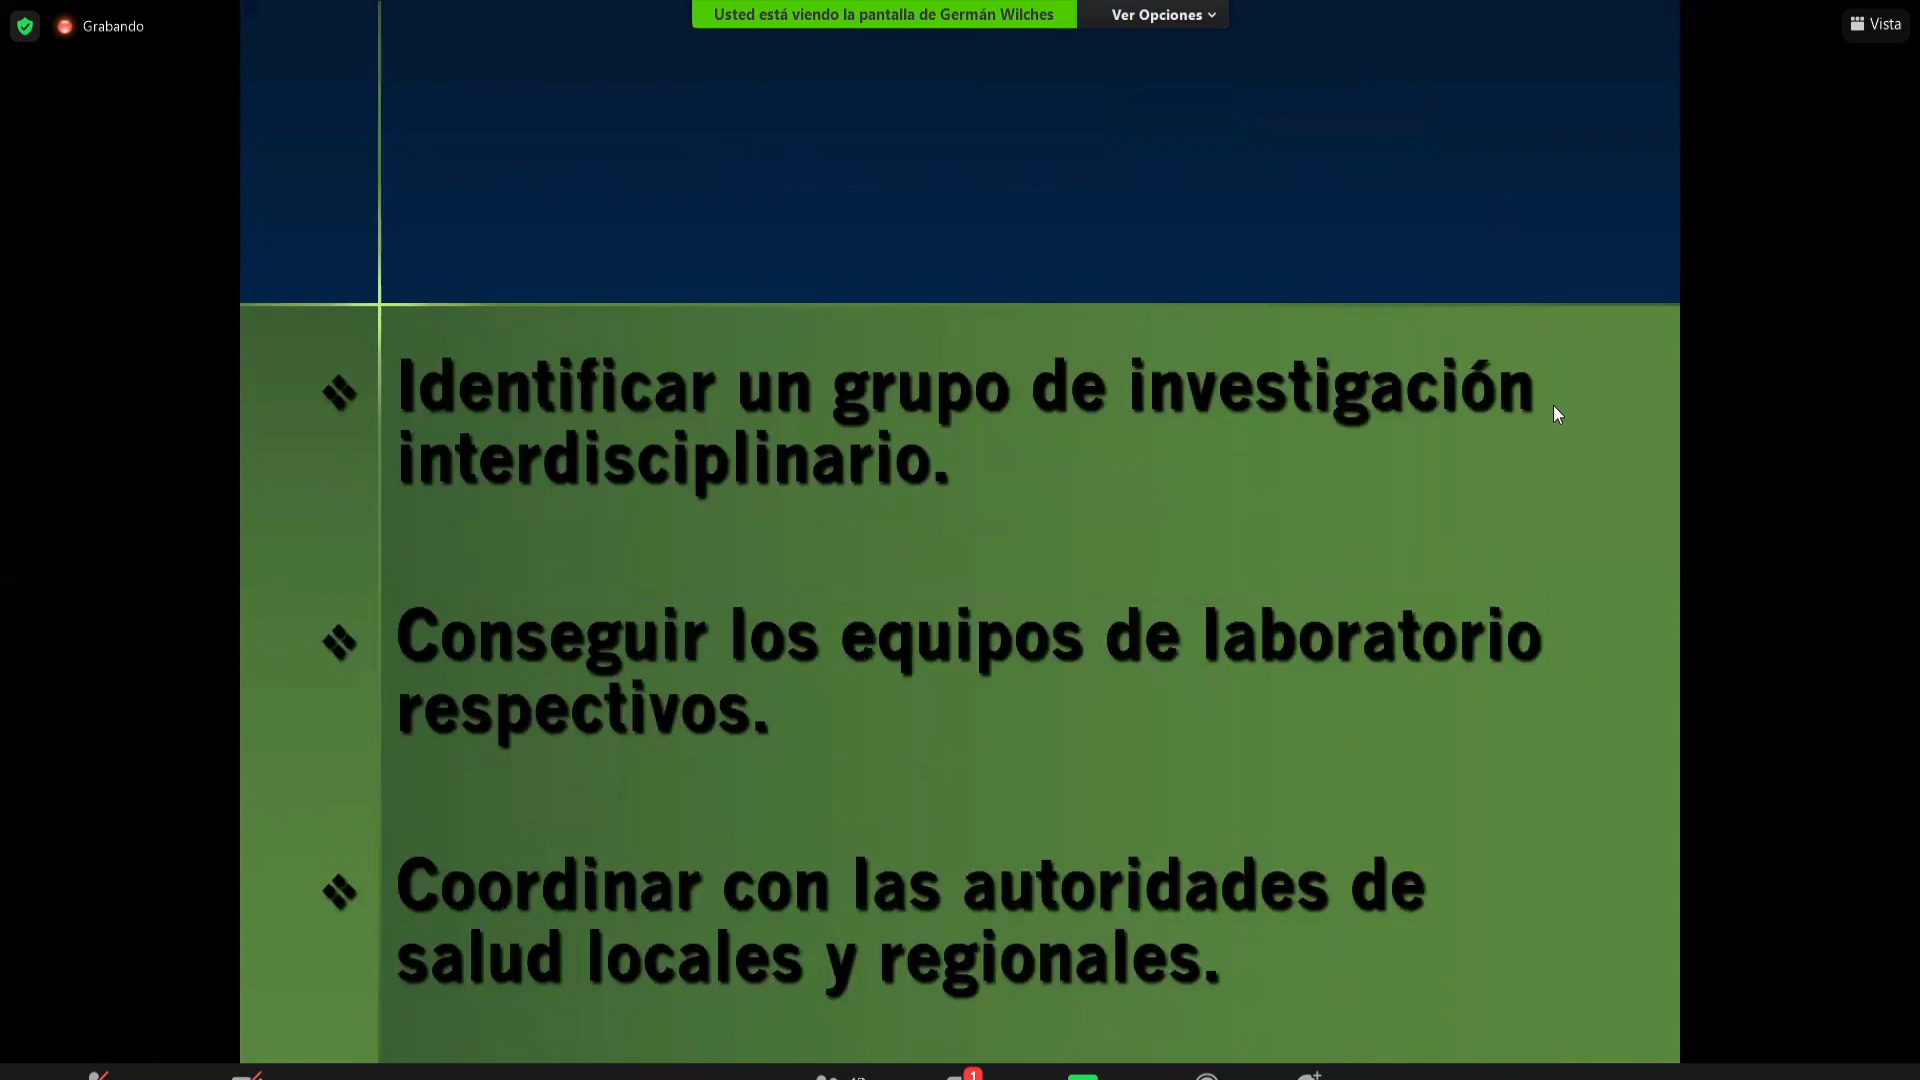 Grabando
Usted está viendo la pantalla de Germán Wilches
Ver Opciones
Vista
Identificar un grupo de investigación
interdisciplinario.
Conseguir los equipos de laboratorio
respectivos.
Coordinar con las autoridades de
salud locales y regionales.
1